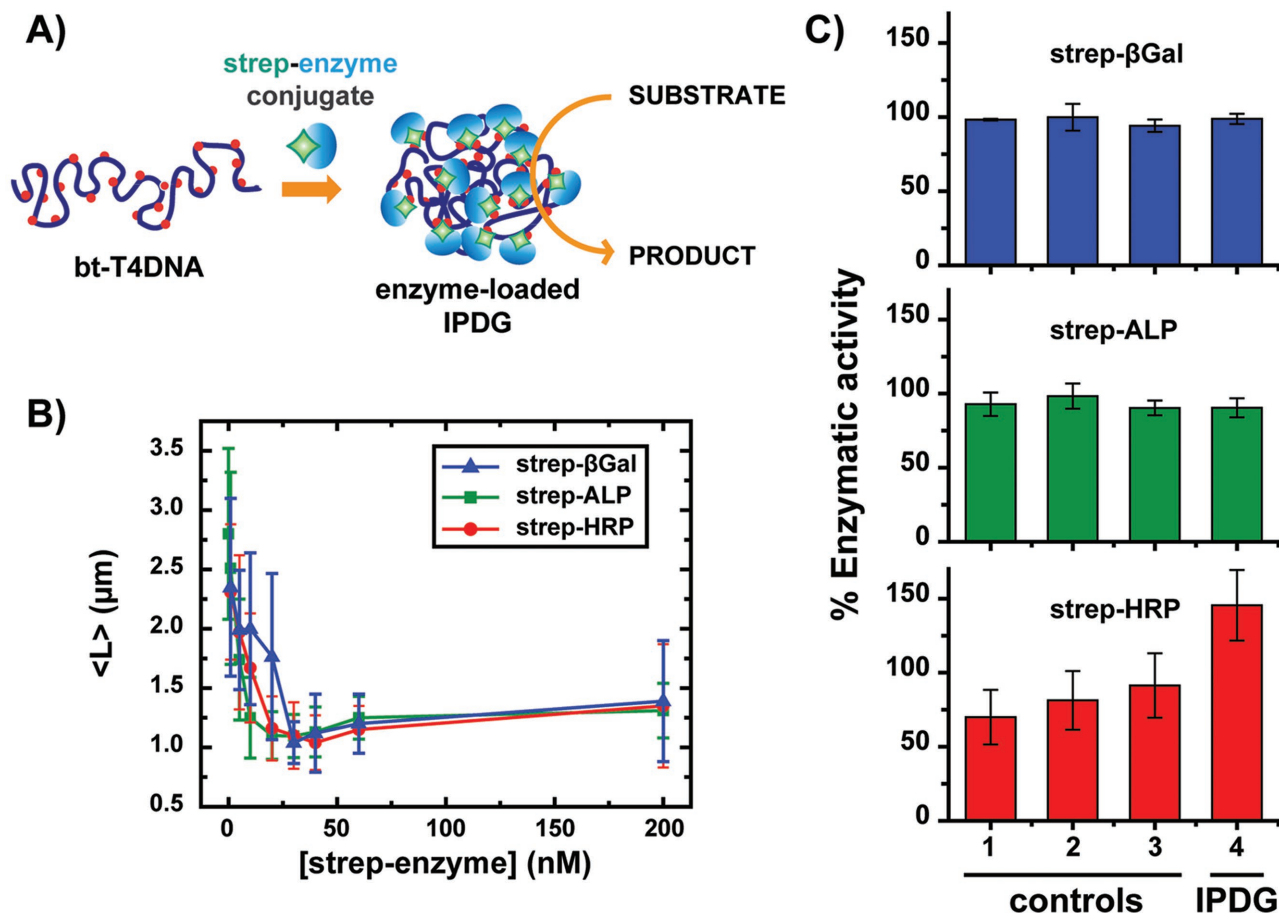 A)
strep-enzyme
conjugate
bt-T4DNA
enzyme-loaded
IPDG
SUBSTRATE
PRODUCT
B)
<L> (µm)
3.5
3.0
2.5
2.0
1.5
1.0
0.5
strep-βGal
strep-ALP
strep-HRP
0
50
100
150
200
[strep-enzyme] (nM)
C)
% Enzymatic activity
strep-βGal
150
100
50
0
strep-ALP
150
100
50
0
strep-HRP
150
100
50
0
1 2 3 4
controls IPDG